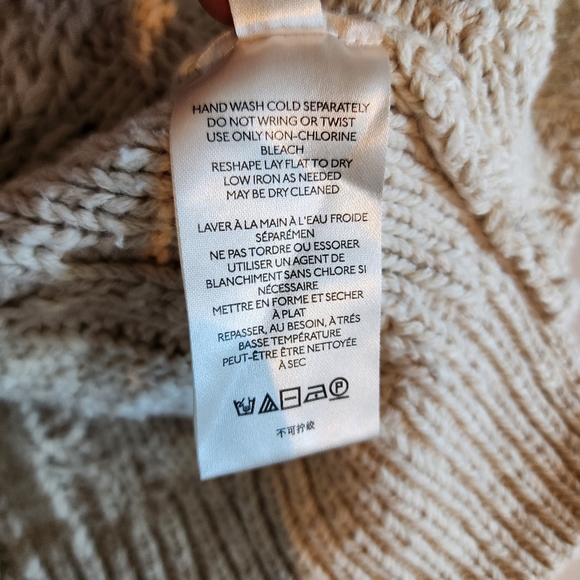 HAND WASH COLD SEPARATELY
DO NOT WRING OR TWIST
USE ONLY NON-CHLORINE
BLEACH
RESHAPE LAY FLAT TO DRY
LOW IRON AS NEEDED
MAY BE DRY CLEANED
LAVER À LA MAIN À L'EAU FROIDE
SÉPARÉMEN
NE PAS TORDRE OU ESSORER
UTILISER UN AGENT DE
BLANCHIMENT SANS CHLORE SI
NÉCESSAIRE
METTRE EN FORME ET SECHER
À PLAT
REPASSER, AU BESOIN, À TRÉS
BASSE TEMPÉRATURE
PEUT-ÊTRE ÊTRE NETTOYÉE
À SEC
P
不可拧绞